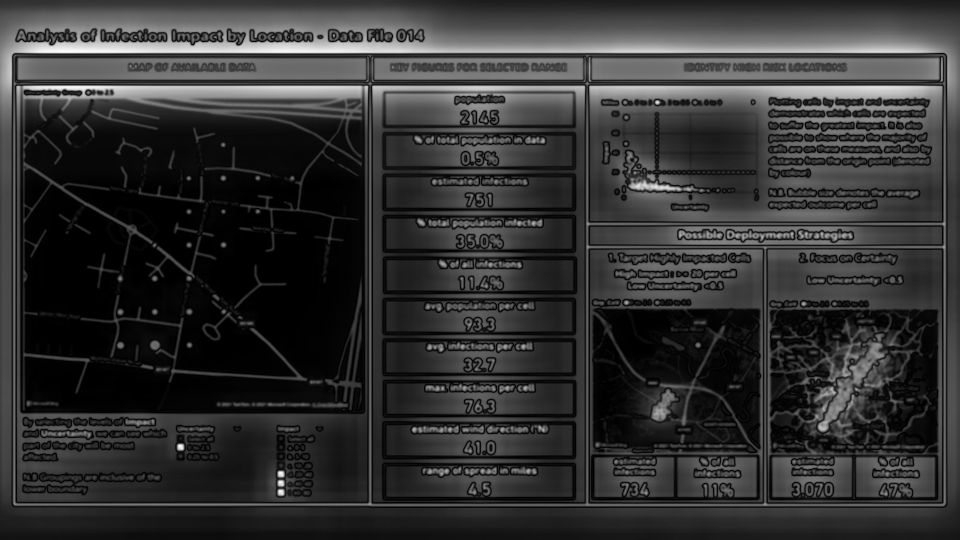 Analysis of Infection Impact by Location - Data File 014
MAP OF AVAILABLE DATA
KEY FIGURES FOR SELECTED RANGE
IDENTIFY HIGH RISK LOCATIONS
Uncertainty Group
population
2145
% of total population in data
0.5%
estimated infections
751
% total population infected
35.0%
% of all infections
11.4%
avg. population per cell
93.3
avg. infections per cell
32.7
max. infections per cell
76.3
estimated wind direction (°N)
41.0
range of spread in miles
4.5
By selecting the levels of Impact
and Uncertainty, we can see which
part of the city will be most
affected.
N.B Groupings are inclusive of the
lower boundary
Uncertainty
Select all
Impact
Select all
Miles
Uncertainty
Plotting cells by impact and uncertainty
demonstrates which cells are expected
to suffer the greatest impact. It is also
possible to show where the majority of
cells are on these measures, and also by
distance from the origin point (denoted
by colour)
N.B. Bubble size denotes the average
expected outcome per cell
Possible Deployment Strategies
1. Target Highly Impacted Cells
High Impact : >= 20 per cell
Low Uncertainty: <0.5
estimated
infections
734
% of all
infections
11%
2. Focus on Certainty
Low Uncertainty: <0.5
estimated
infections
3,070
% of all
infections
47%